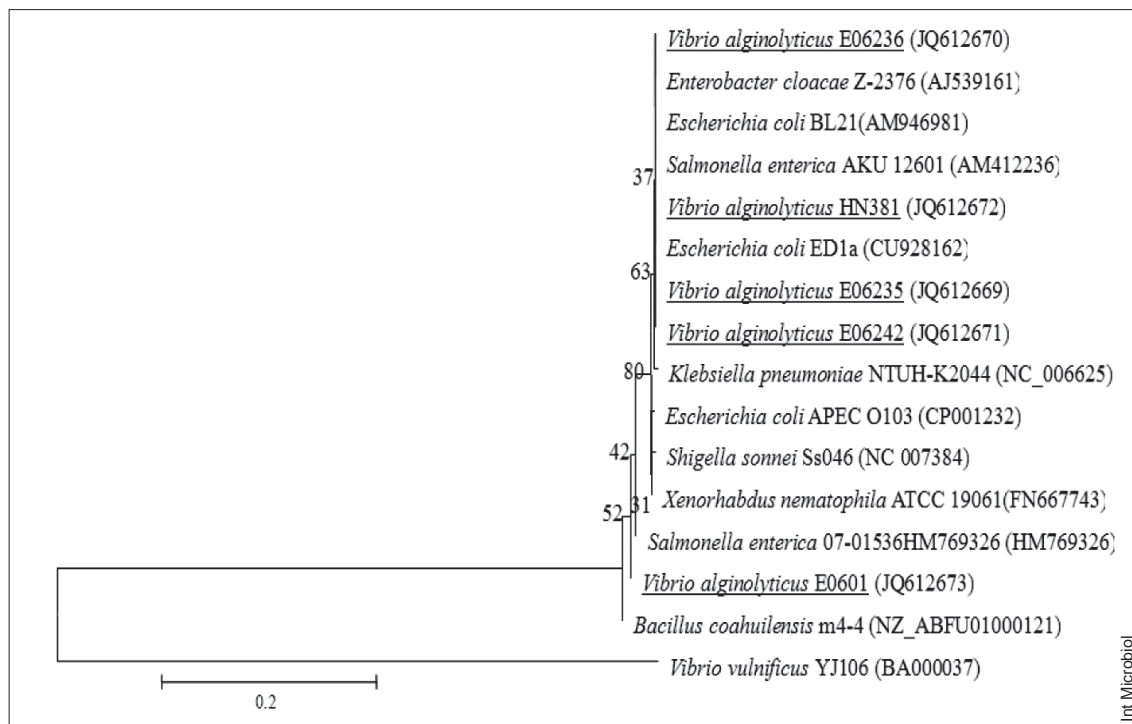 Vibrio alginolyticus E06236 (JQ612670)
Enterobacter cloacae Z-2376 (AJ539161)
Escherichia coli BL21(AM946981)
Salmonella enterica AKU 12601 (AM412236)
37
Vibrio alginolyticus HN381 (JQ612672)
Escherichia coli ED1a (CU928162)
63
Vibrio alginolyticus E06235 (JQ612669)
Vibrio alginolyticus E06242 (JQ612671)
80
Klebsiella pneumoniae NTUH-K2044 (NC_006625)
Escherichia coli APEC O103 (CP001232)
42
Shigella sonnei Ss046 (NC 007384)
31
Xenorhabdus nematophila ATCC 19061(FN667743)
52
Salmonella enterica 07-01536HM769326 (HM769326)
Vibrio alginolyticus E0601 (JQ612673)
Bacillus coahuilensis m4-4 (NZ_ABFU01000121)
Vibrio vulnificus YJ106 (BA000037)
0.2
Int Microbiol